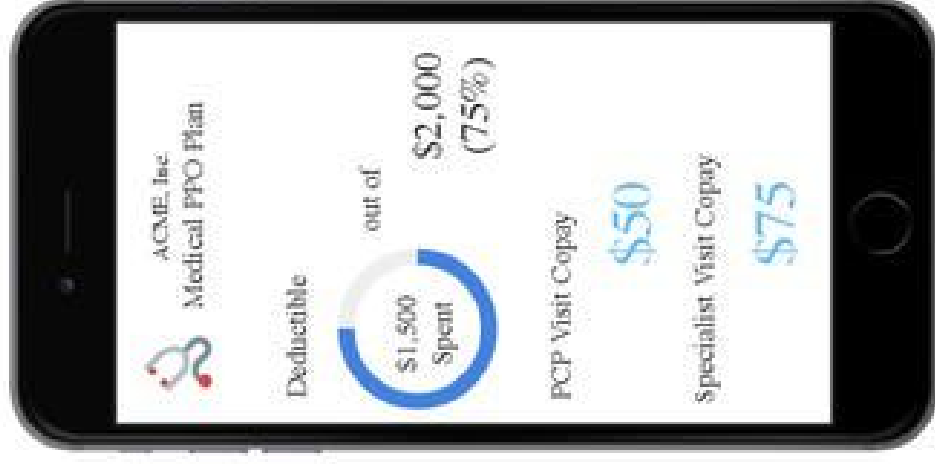 ACME, Inc
Medical PPO Plan
Deductible
$1,500
Spent
out of
$2,000
(75%)
PCP Visit Copay
$50
Specialist Visit Copay
$75